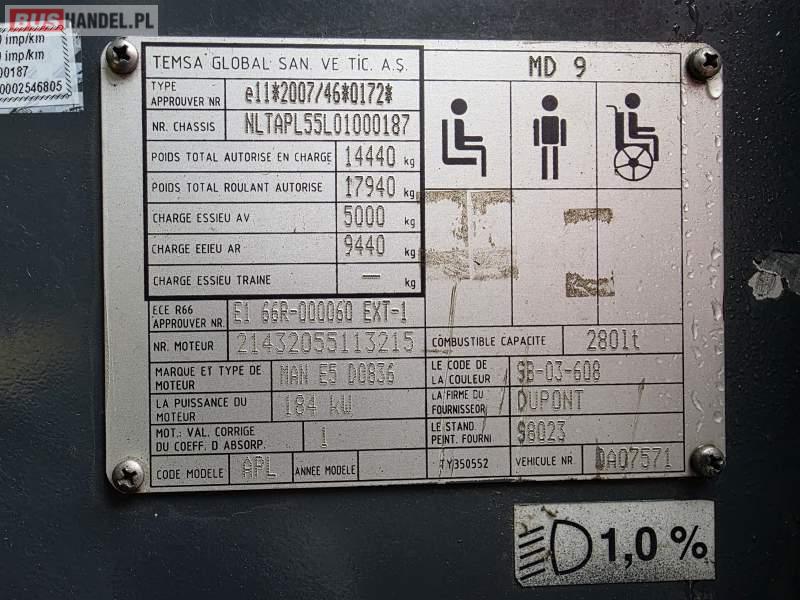 BUSHANDEL.PL
0 imp/km
0 imp/km
00187
0002546805
TEMSA GLOBAL SAN. VE TİC. A.Ş.
MD 9
TYPE APPROUVER NR e11*2007/46*0172*
NR. CHASSIS NLTAPL55L01000187
POIDS TOTAL AUTORISE EN CHARGE 14440 kg
POIDS TOTAL ROULANT AUTORISE 17940 kg
CHARGE ESSIEU AV 5000 kg
CHARGE EEIEU AR 9440 kg
CHARGE ESSIEU TRAINE — kg
ECE R66 APPROUVER NR. E1 66R-000060 EXT-1
NR. MOTEUR 21432055113215
COMBUSTIBLE CAPACITE 280lt
MARQUE ET TYPE DE MOTEUR MAN E5 D0836
LE CODE DE LA COULEUR SB-03-608
LA PUISSANCE DU MOTEUR 184 kW
LA FIRME DU FOURNISSEUR DUPONT
MOT.: VAL. CORRIGE DU COEFF. D ABSORP. 1
LE STAND. PEINT. FOURNI S8023
CODE MODELE APL ANNEE MODELE
TY350552 VEHICULE NR. DA07571
1,0 %